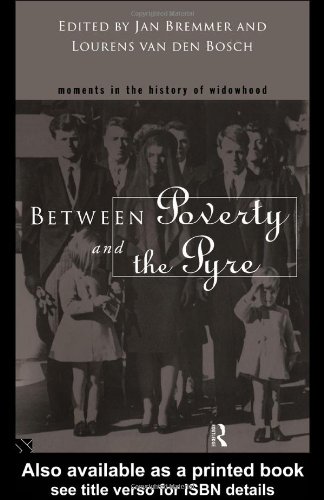 EDITED BY JAN BREMMER AND
LOURENS VAN DEN BOSCH
moments in the history of widowhood
BETWEEN Poverty
and the Pyre
Also available as a printed book
see title verso for ISBN details